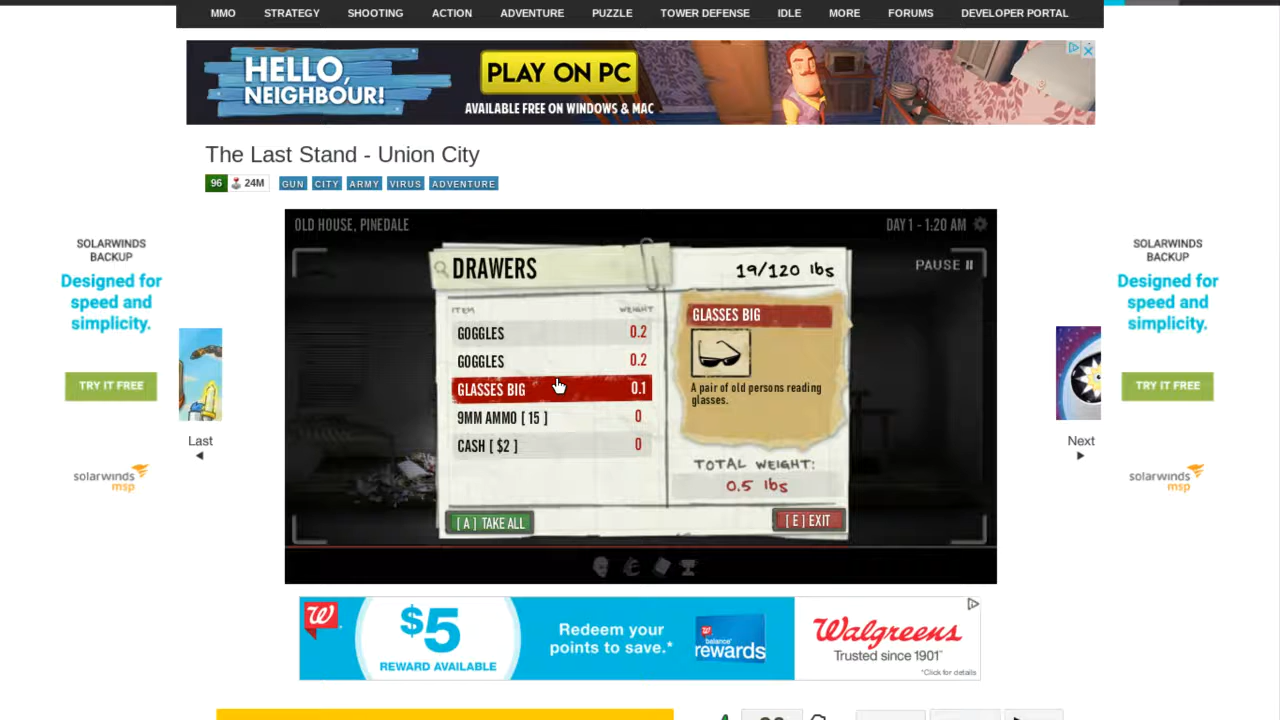 MMO STRATEGY SHOOTING ACTION ADVENTURE PUZZLE TOWER DEFENSE IDLE MORE FORUMS DEVELOPER PORTAL
HELLO,
NEIGHBOUR!
PLAY ON PC
AVAILABLE FREE ON WINDOWS & MAC
The Last Stand - Union City
96 24M GUN CITY ARMY VIRUS ADVENTURE
OLD HOUSE, PINEDALE
DAY 1 - 1:20 AM
PAUSE
DRAWERS
19/120 lbs
ITEM WEIGHT
GOGGLES 0.2
GOGGLES 0.2
GLASSES BIG 0.1
9MM AMMO [ 15 ] 0
CASH [ $2 ] 0
GLASSES BIG
A pair of old persons reading
glasses.
TOTAL WEIGHT:
0.5 lbs
[ A ] TAKE ALL
[ E ] EXIT
SOLARWINDS
BACKUP
Designed for
speed and
simplicity.
TRY IT FREE
Last
solarwinds
msp
SOLARWINDS
BACKUP
Designed for
speed and
simplicity.
TRY IT FREE
Next
solarwinds
msp
W
$5
REWARD AVAILABLE
Redeem your
points to save.*
W
balance
rewards
Walgreens
Trusted since 1901™
*Click for details